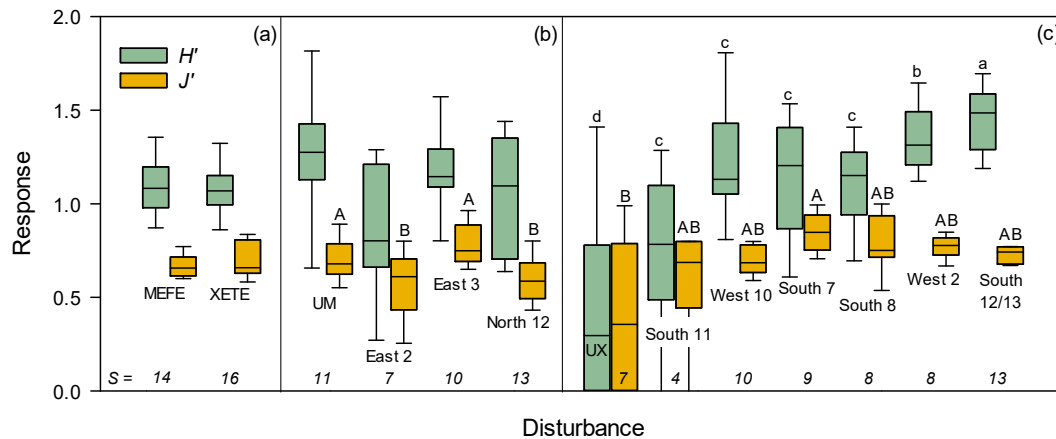 2.0
(a)
(b)
(c)
H'
J'
1.5
1.0
0.5
0.0
Response
MEFE
XETE
UM
A
East 2
B
East 3
A
North 12
B
d
UX
B
c
South 11
AB
c
West 10
AB
c
South 7
A
c
South 8
AB
b
West 2
AB
a
South
12/13
AB
S = 14 16 11 7 10 13 7 4 10 9 8 8 13
Disturbance